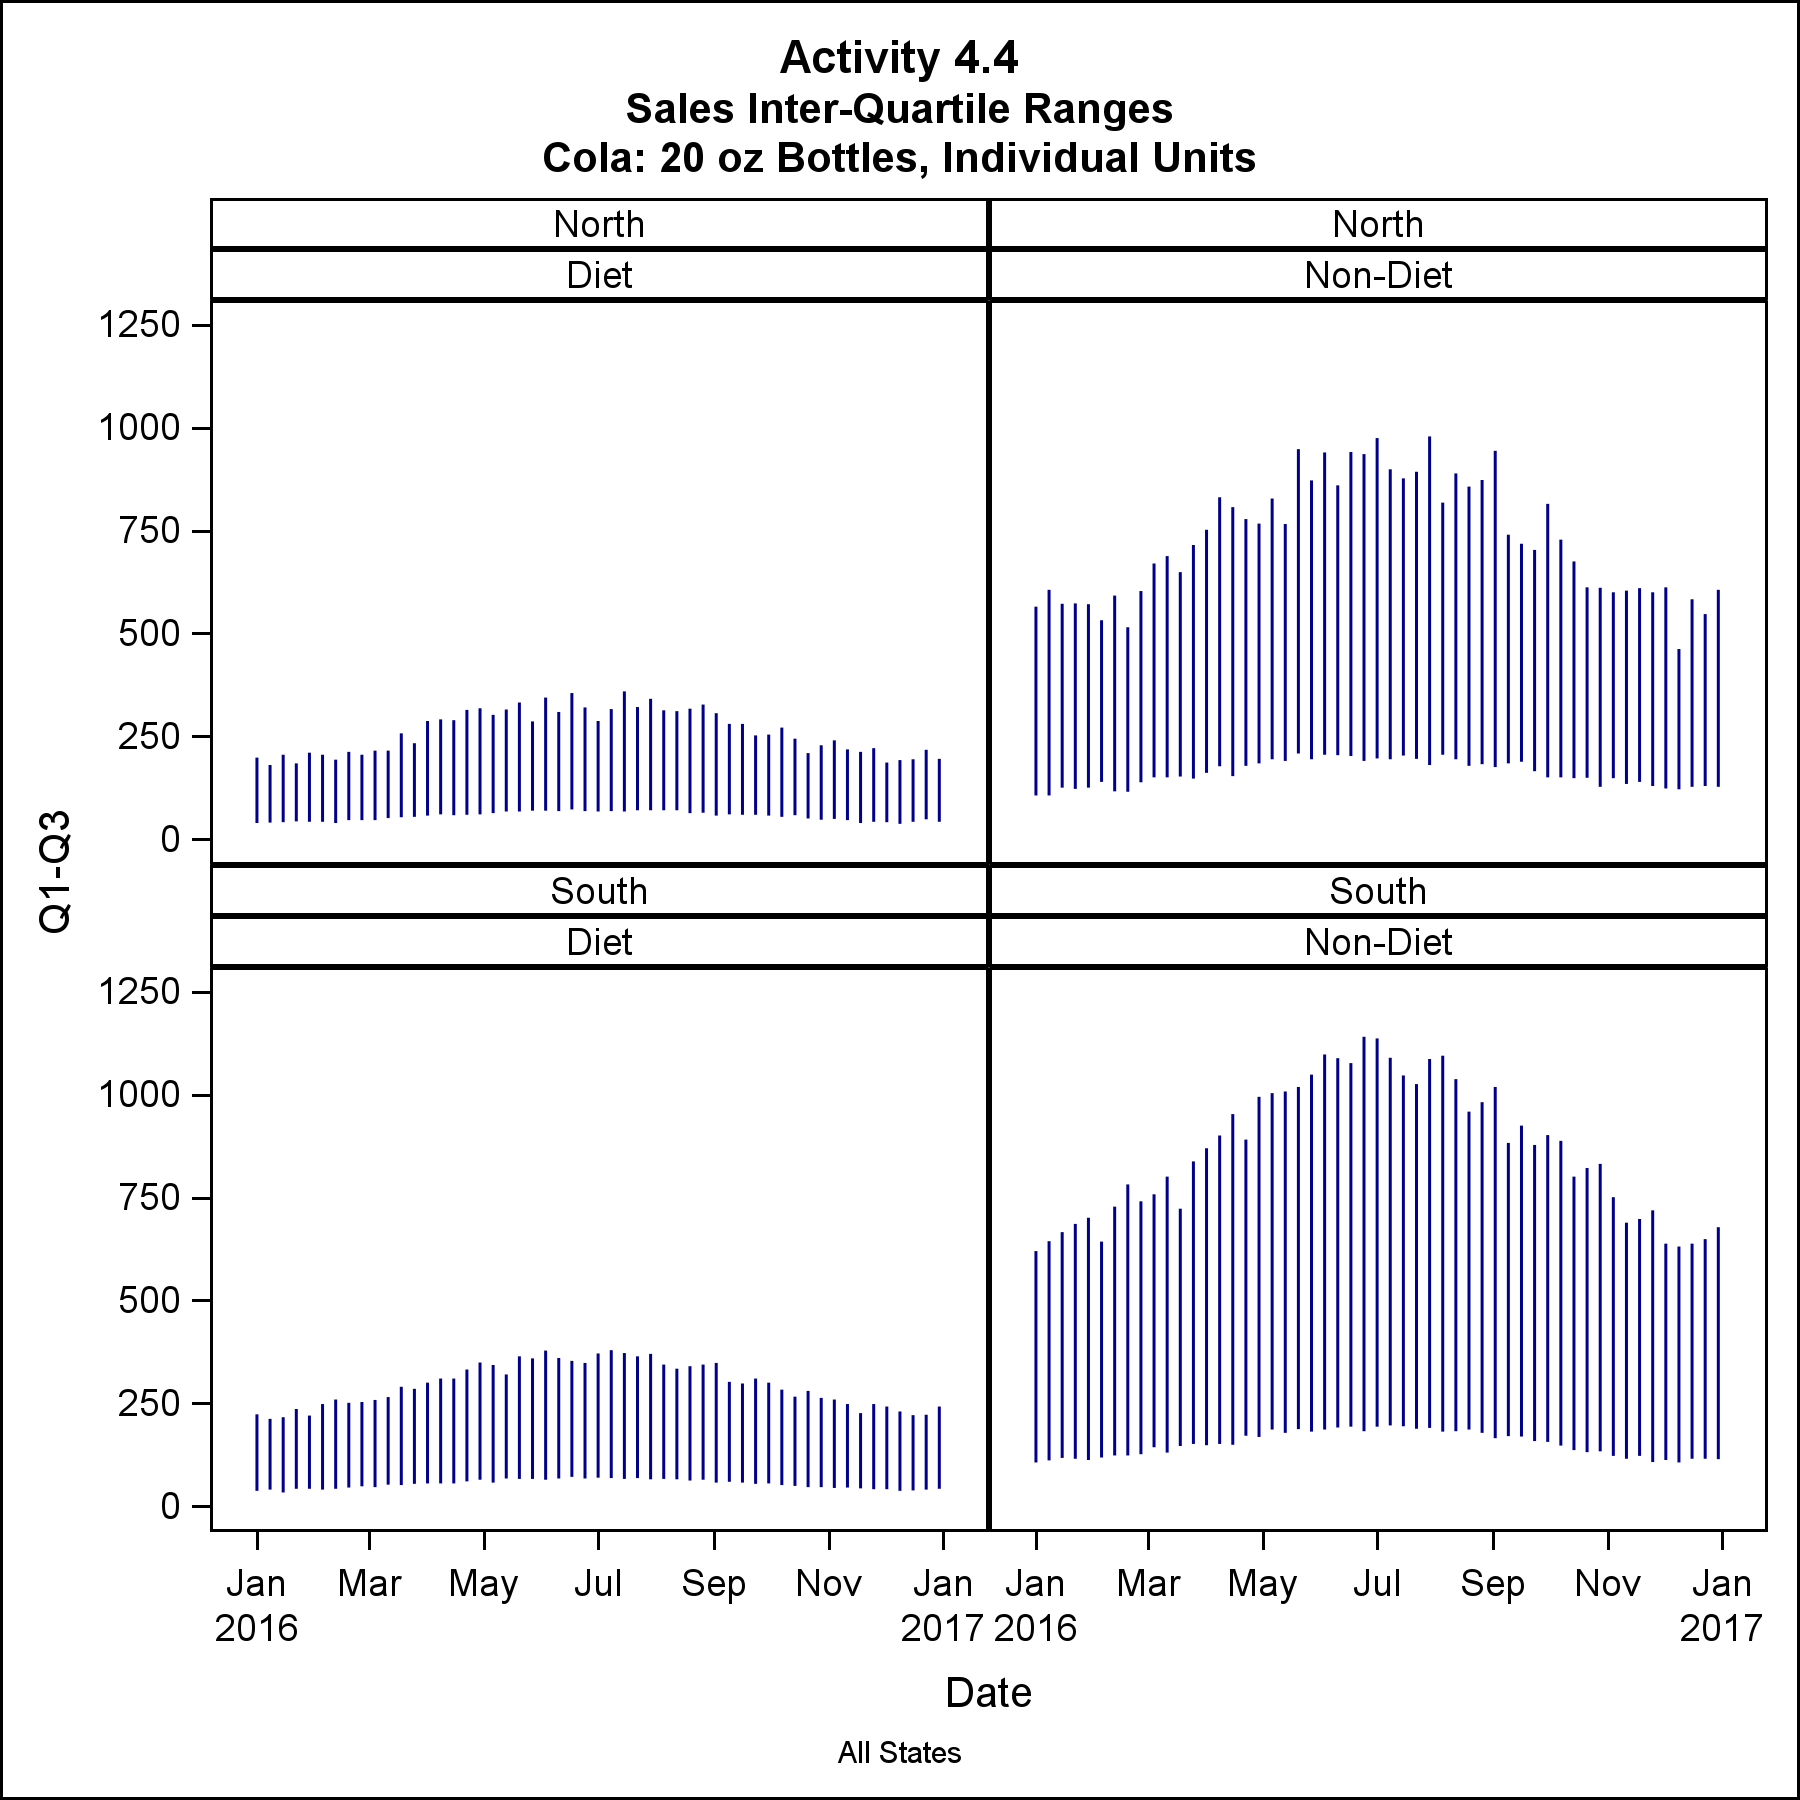 Activity 4.4
Sales Inter-Quartile Ranges
Cola: 20 oz Bottles, Individual Units
North North
Diet Non-Diet
1250
1000
750
500
250
0
Q1-Q3
South South
Diet Non-Diet
1250
1000
750
500
250
0
Jan Mar May Jul Sep Nov Jan Jan Mar May Jul Sep Nov Jan
2016 2017 2016 2017
Date
All States